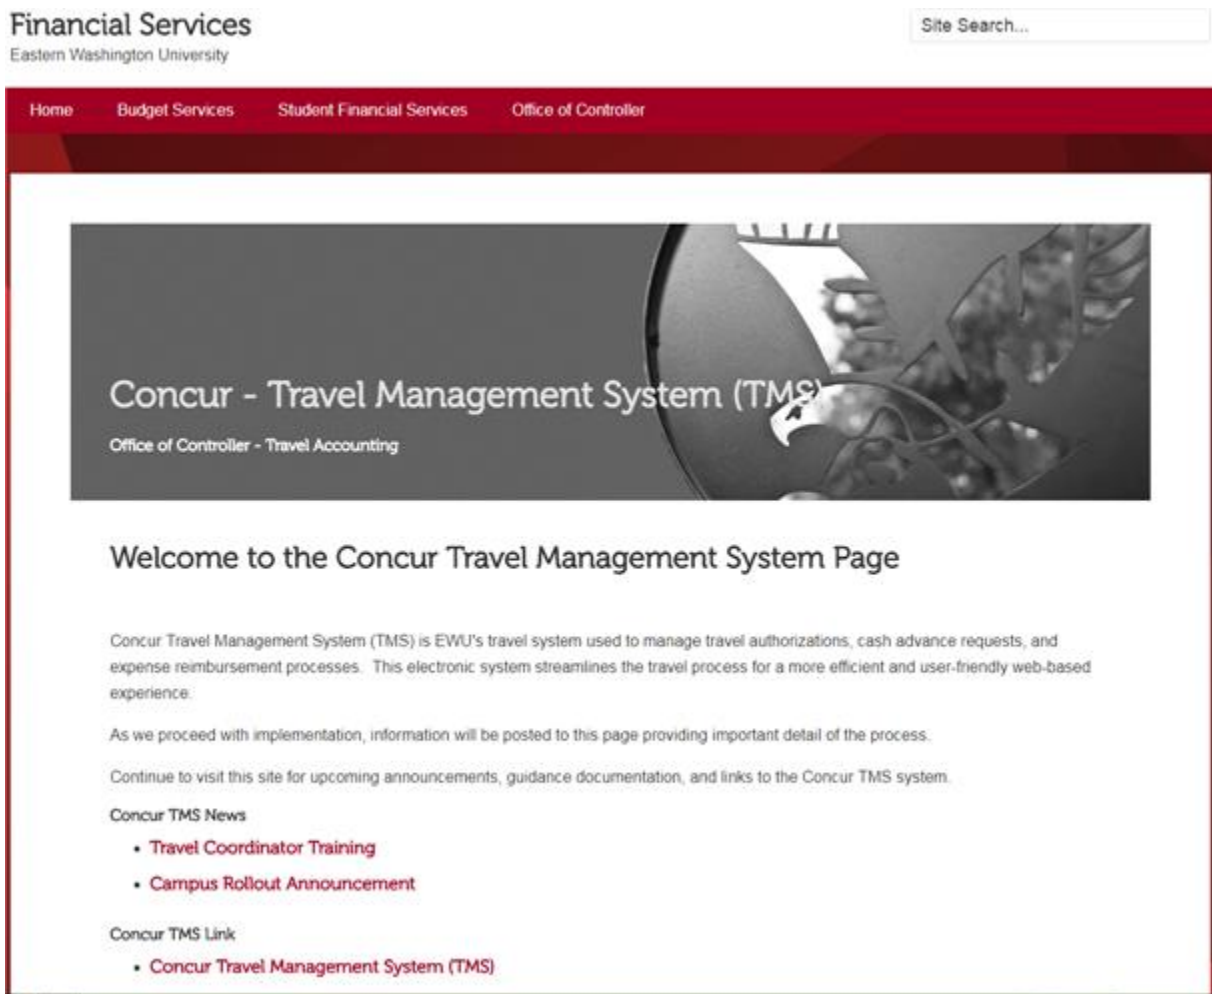 Financial Services
Eastern Washington University
Site Search...
Home Budget Services Student Financial Services Office of Controller
Concur - Travel Management System (TMS)
Office of Controller - Travel Accounting
Welcome to the Concur Travel Management System Page
Concur Travel Management System (TMS) is EWU's travel system used to manage travel authorizations, cash advance requests, and
expense reimbursement processes.  This electronic system streamlines the travel process for a more efficient and user-friendly web-based
experience.
As we proceed with implementation, information will be posted to this page providing important detail of the process.
Continue to visit this site for upcoming announcements, guidance documentation, and links to the Concur TMS system.
Concur TMS News
• Travel Coordinator Training
• Campus Rollout Announcement
Concur TMS Link
• Concur Travel Management System (TMS)